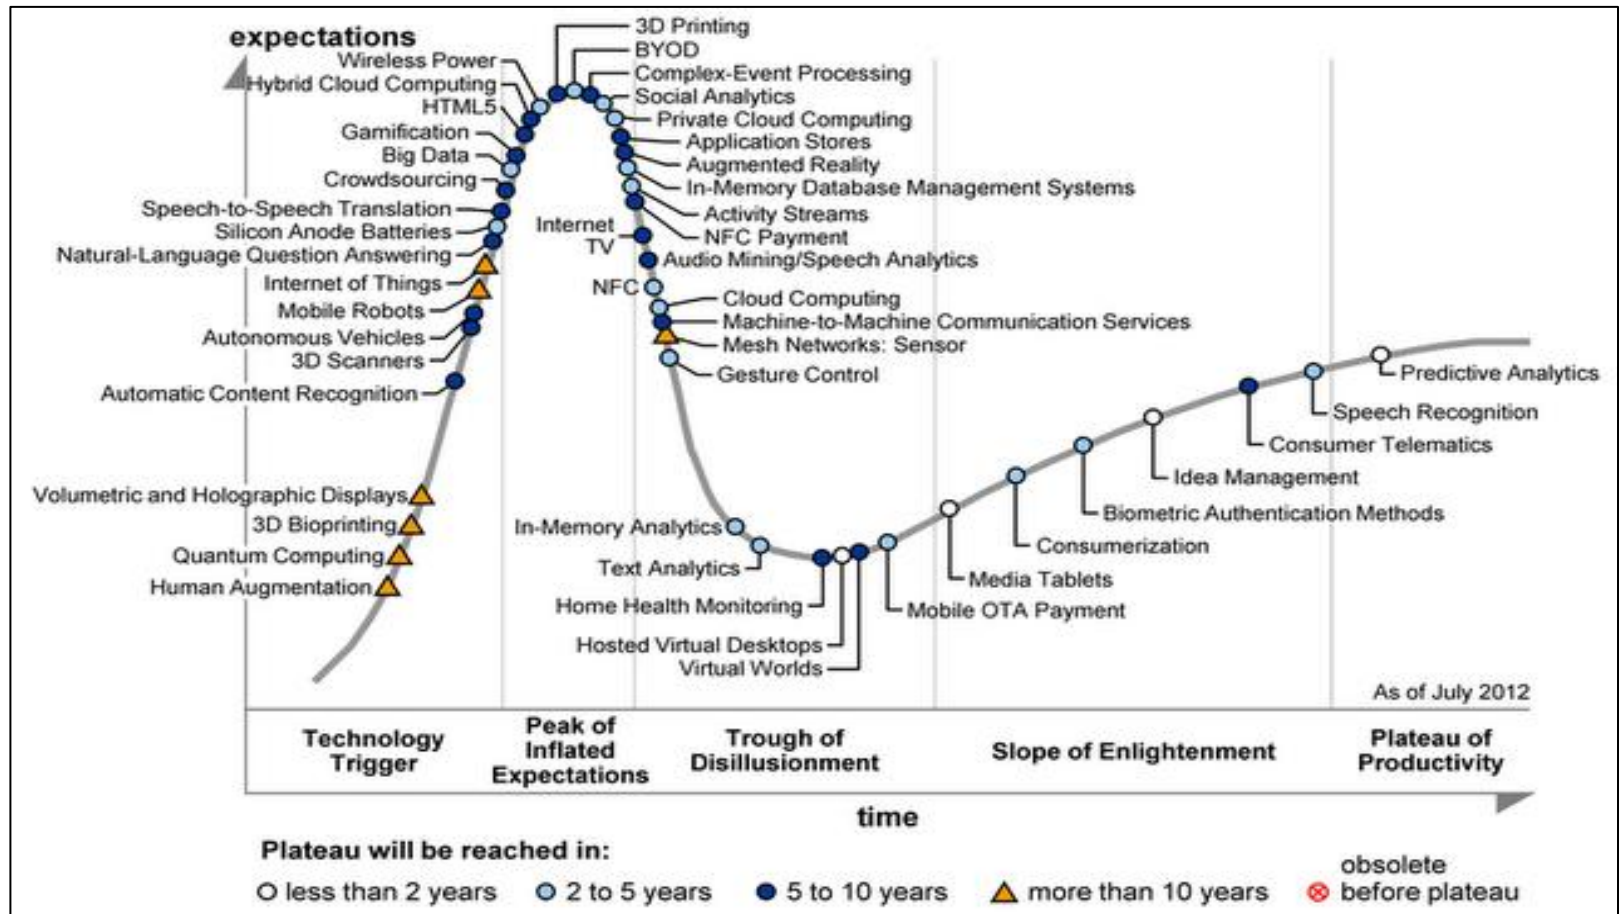 expectations
Wireless Power
Hybrid Cloud Computing
HTML5
Gamification
Big Data
Crowdsourcing
Speech-to-Speech Translation
Silicon Anode Batteries
Natural-Language Question Answering
Internet of Things
Mobile Robots
Autonomous Vehicles
3D Scanners
Automatic Content Recognition
Volumetric and Holographic Displays
3D Bioprinting
Quantum Computing
Human Augmentation
3D Printing
BYOD
Complex-Event Processing
Social Analytics
Private Cloud Computing
Application Stores
Augmented Reality
In-Memory Database Management Systems
Activity Streams
NFC Payment
Internet
TV
Audio Mining/Speech Analytics
NFC
Cloud Computing
Machine-to-Machine Communication Services
Mesh Networks: Sensor
Gesture Control
In-Memory Analytics
Text Analytics
Home Health Monitoring
Hosted Virtual Desktops
Virtual Worlds
Mobile OTA Payment
Media Tablets
Consumerization
Biometric Authentication Methods
Idea Management
Consumer Telematics
Speech Recognition
Predictive Analytics
As of July 2012
Technology
Trigger
Peak of
Inflated
Expectations
Trough of
Disillusionment
Slope of Enlightenment
Plateau of
Productivity
time
Plateau will be reached in:
less than 2 years
2 to 5 years
5 to 10 years
more than 10 years
obsolete
before plateau